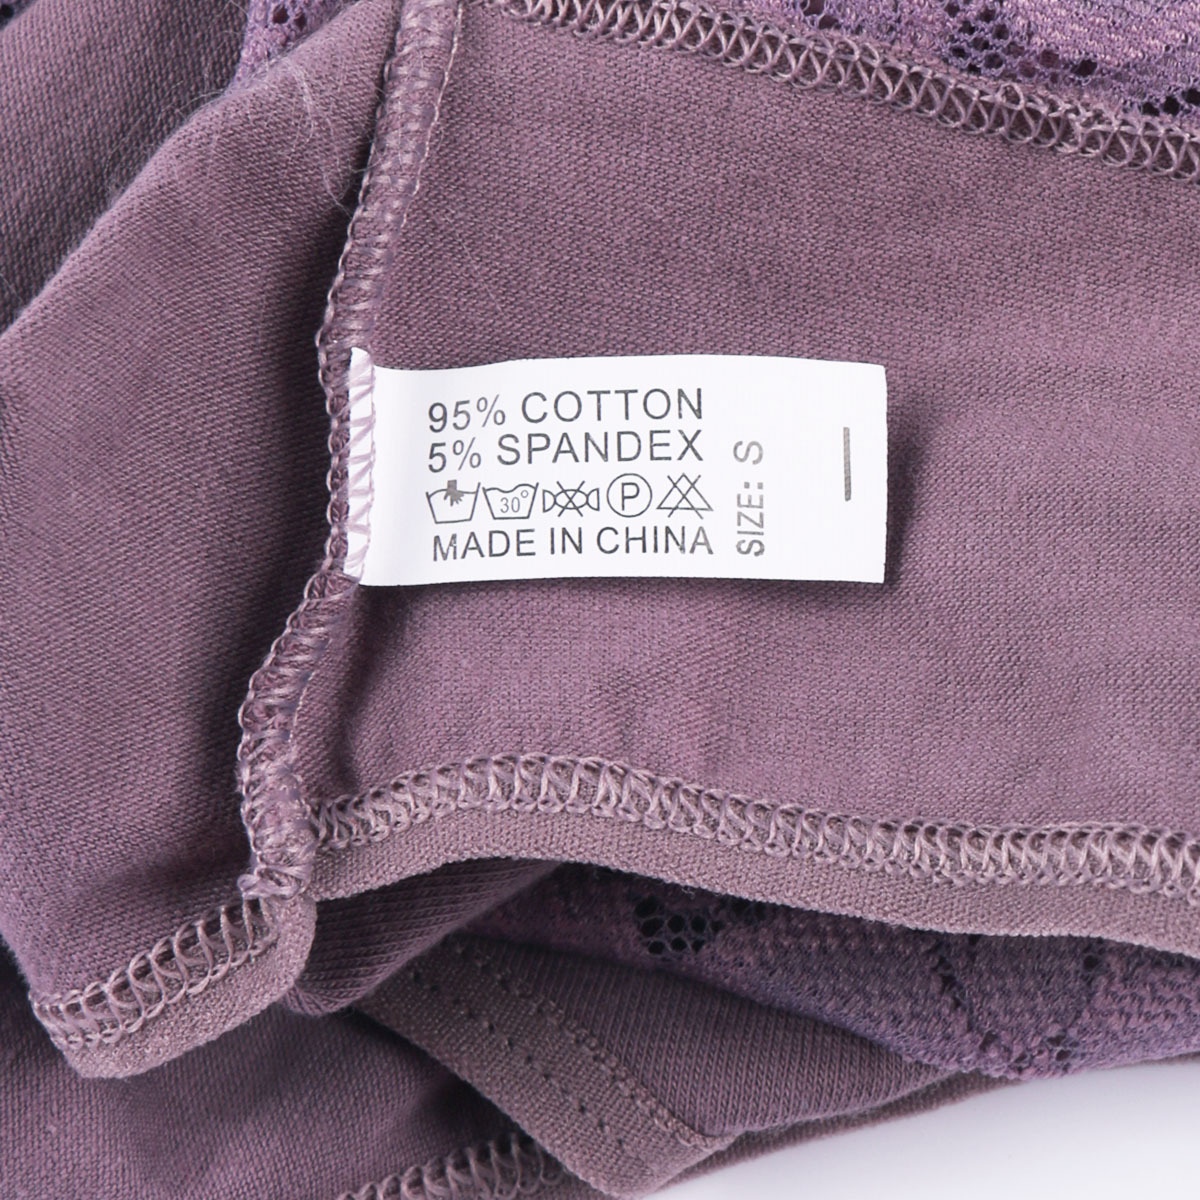 95% COTTON
5% SPANDEX
30°
P
MADE IN CHINA
SIZE: S